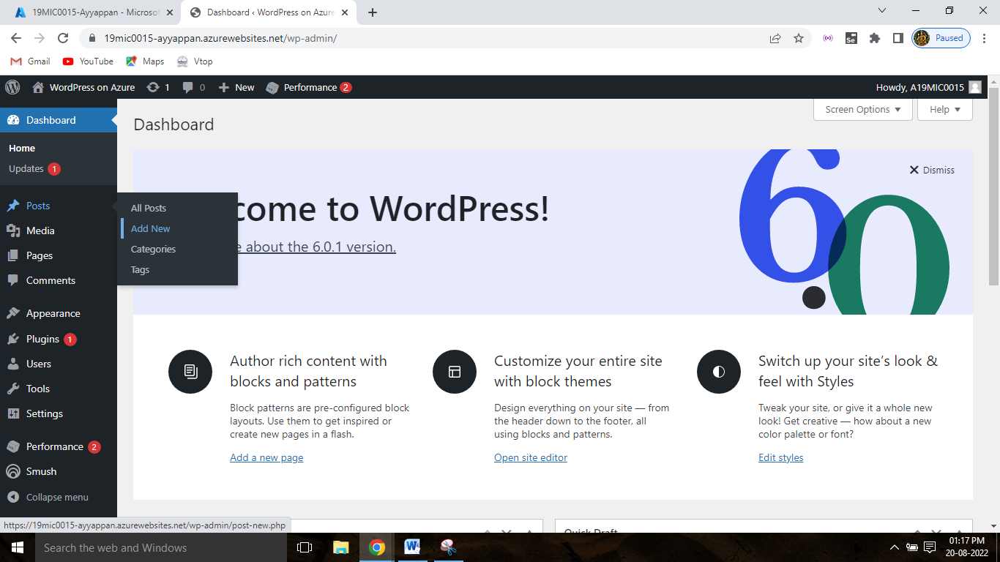 19MIC0015-Ayyappan - Microsof
Dashboard ‹ WordPress on Azure
19mic0015-ayyappan.azurewebsites.net/wp-admin/
Paused
Gmail
YouTube
Maps
Vtop
WordPress on Azure
1
0
New
Performance 2
Howdy, A19MIC0015
Dashboard
Home
Updates 1
Posts
Media
Pages
Comments
Appearance
Plugins 1
Users
Tools
Settings
Performance 2
Smush
Collapse menu
All Posts
Add New
Categories
Tags
Screen Options
Help
Dashboard
Dismiss
6.0
come to WordPress!
e about the 6.0.1 version.
Author rich content with
blocks and patterns
Block patterns are pre-configured block
layouts. Use them to get inspired or
create new pages in a flash.
Add a new page
Customize your entire site
with block themes
Design everything on your site — from
the header down to the footer, all
using blocks and patterns.
Open site editor
Switch up your site’s look &
feel with Styles
Tweak your site, or give it a whole new
look! Get creative — how about a new
color palette or font?
Edit styles
https://19mic0015-ayyappan.azurewebsites.net/wp-admin/post-new.php
Quick Draft
Search the web and Windows
01:17 PM
20-08-2022